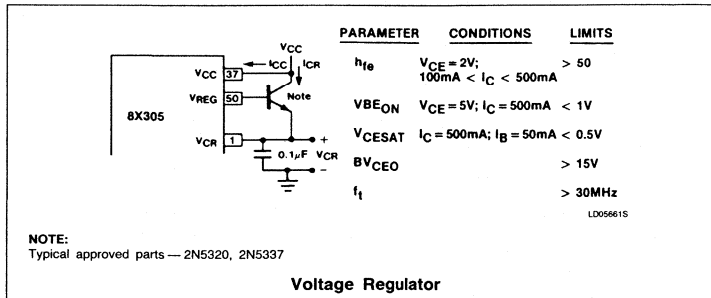 PARAMETER CONDITIONS LIMITS
VCC
ICC ICR
VCC 37
VREG 50
Note
8X305
VCR 1
+
0.1μF VCR
−
hfe VCE = 2V; > 50
100mA < IC < 500mA
VBEON VCE = 5V; IC = 500mA < 1V
VCESAT IC = 500mA; IB = 50mA < 0.5V
BVCEO > 15V
ft > 30MHz
LD05661S
NOTE:
Typical approved parts — 2N5320, 2N5337
Voltage Regulator